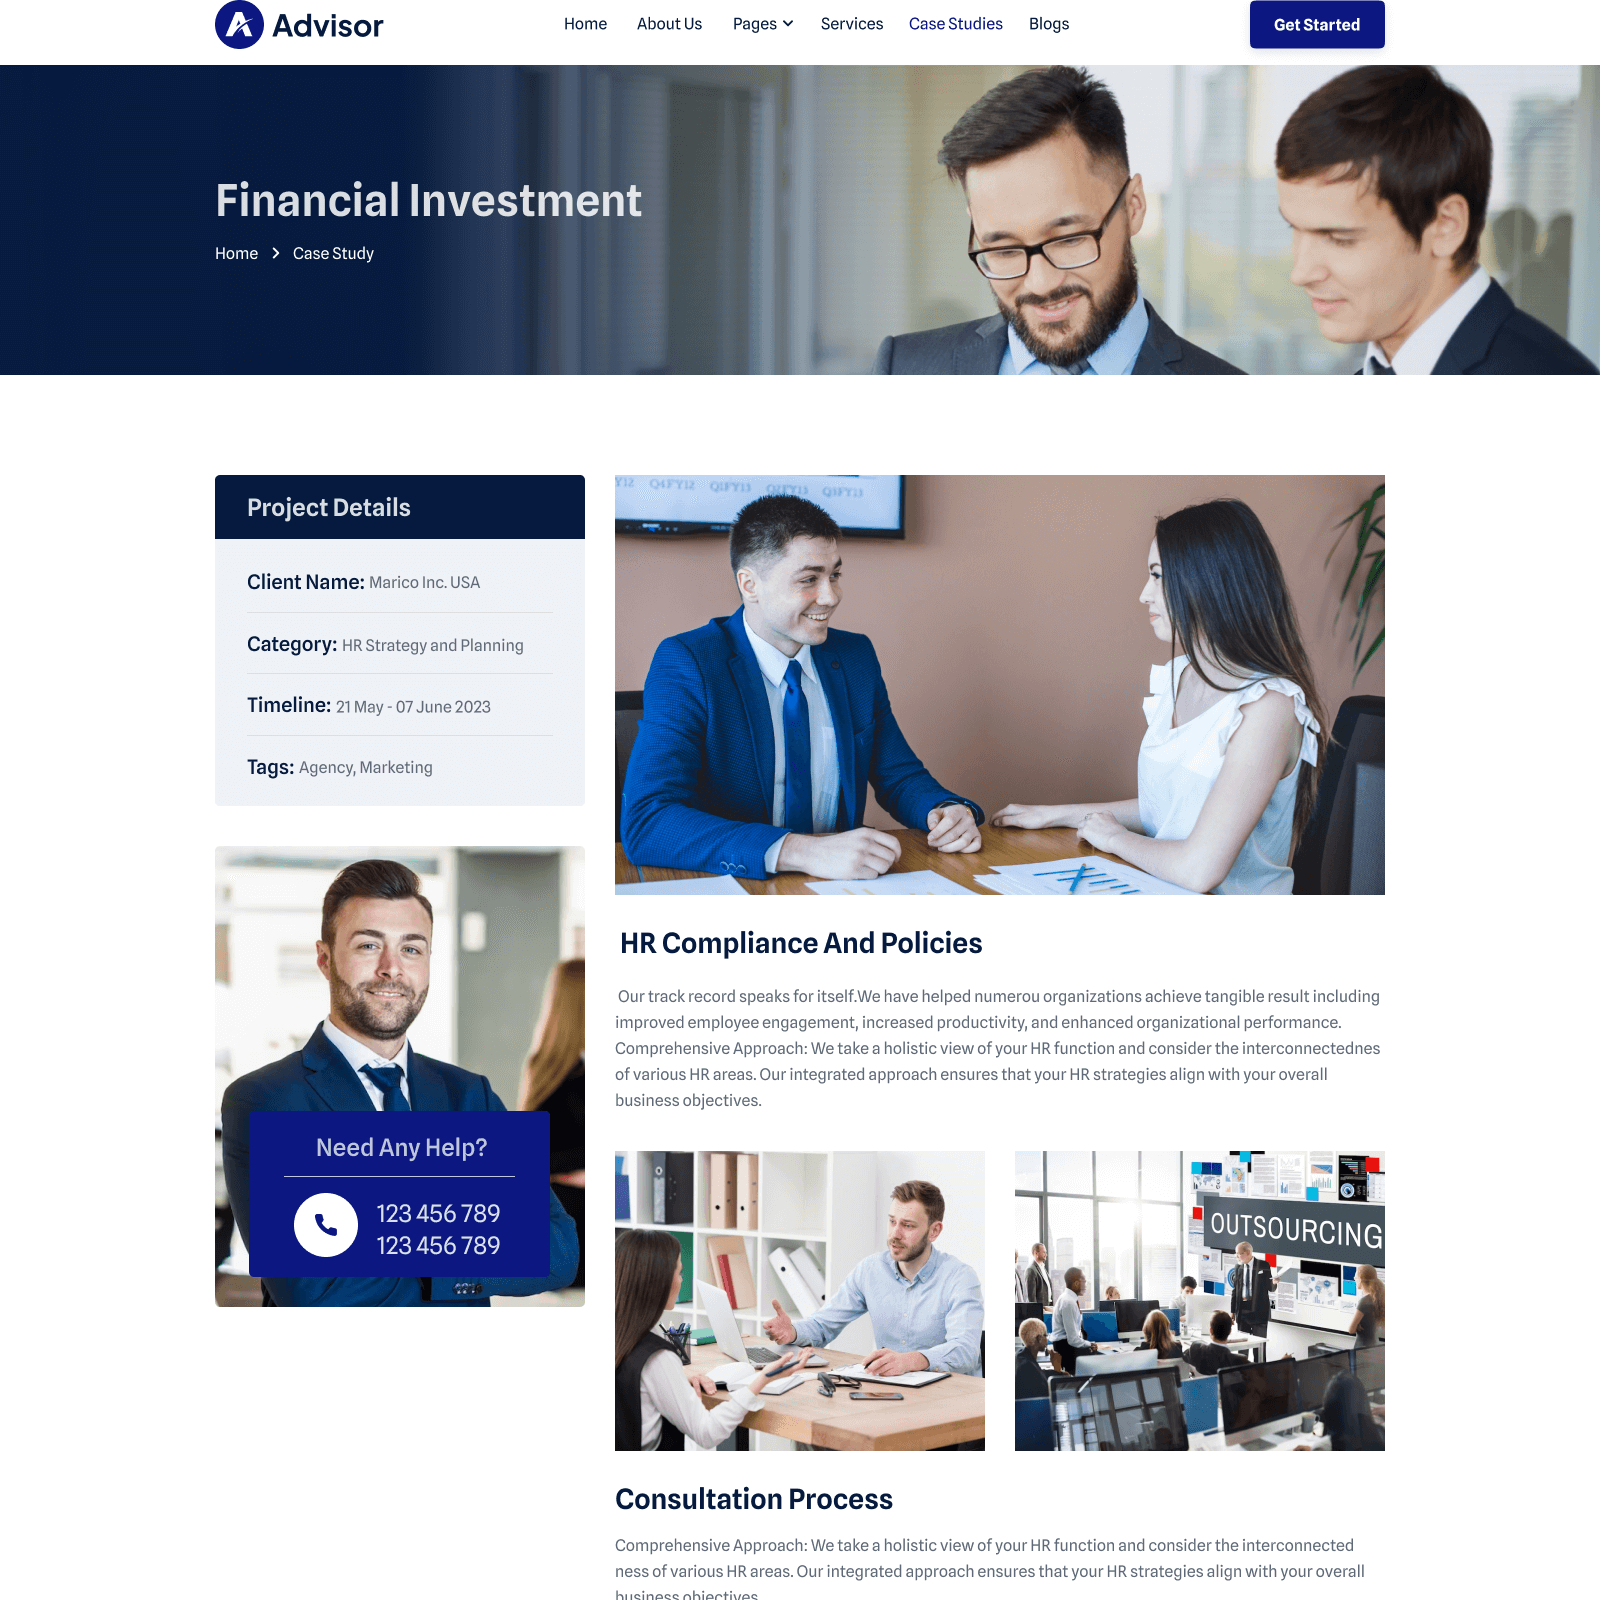 Advisor
Home About Us Pages Services Case Studies Blogs
Get Started
Financial Investment
Home Case Study
Project Details
Client Name: Marico Inc. USA
Category: HR Strategy and Planning
Timeline: 21 May - 07 June 2023
Tags: Agency, Marketing
Need Any Help?
123 456 789
123 456 789
Q4FY12 Q1FY13 Q2FY13 Q3FY13
HR Compliance And Policies
Our track record speaks for itself.We have helped numerou organizations achieve tangible result including
improved employee engagement, increased productivity, and enhanced organizational performance.
Comprehensive Approach: We take a holistic view of your HR function and consider the interconnectednes
of various HR areas. Our integrated approach ensures that your HR strategies align with your overall
business objectives.
OUTSOURCING
Consultation Process
Comprehensive Approach: We take a holistic view of your HR function and consider the interconnected
ness of various HR areas. Our integrated approach ensures that your HR strategies align with your overall
business objectives.